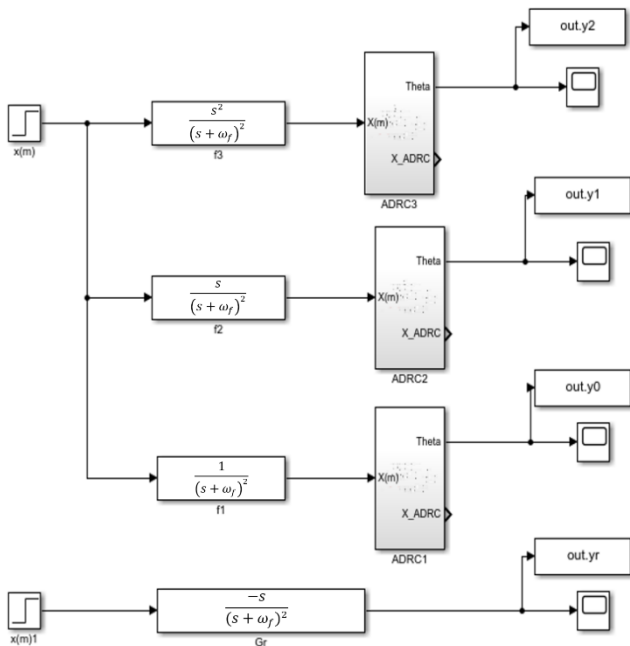 out.y2
Theta
x(m)
s²
(s + ω_f)²
f3
X(m)
X_ADRC
ADRC3
out.y1
Theta
s
(s + ω_f)²
f2
X(m)
X_ADRC
ADRC2
out.y0
Theta
1
(s + ω_f)²
f1
X(m)
X_ADRC
ADRC1
out.yr
x(m)1
−s
(s + ω_f)²
Gr